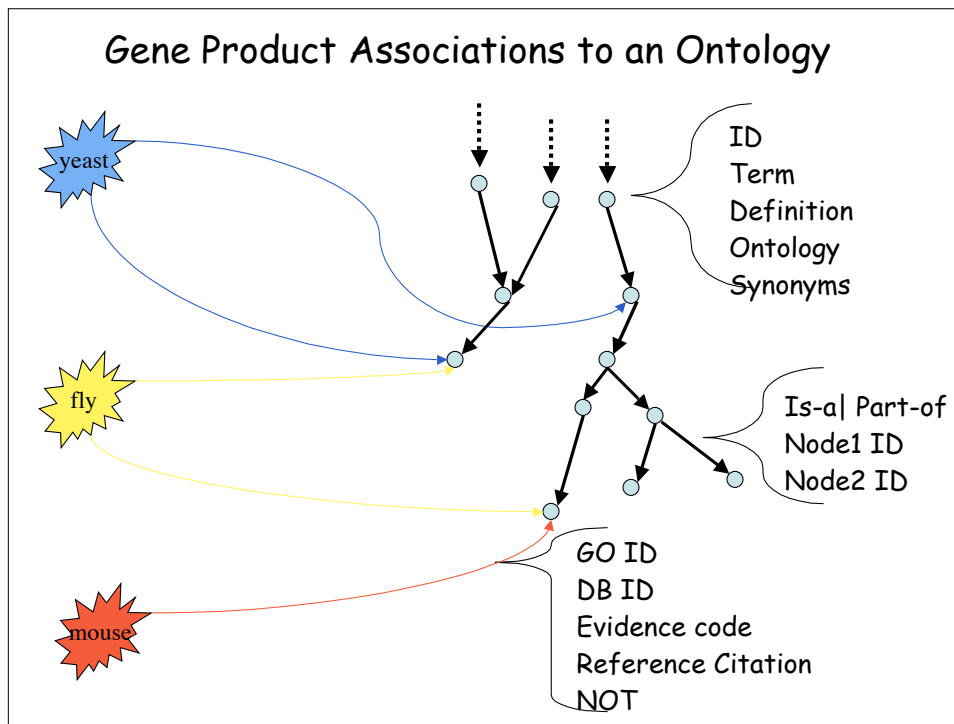 Gene Product Associations to an Ontology
yeast
ID
Term
Definition
Ontology
Synonyms
fly
Is-a| Part-of
Node1 ID
Node2 ID
mouse
GO ID
DB ID
Evidence code
Reference Citation
NOT